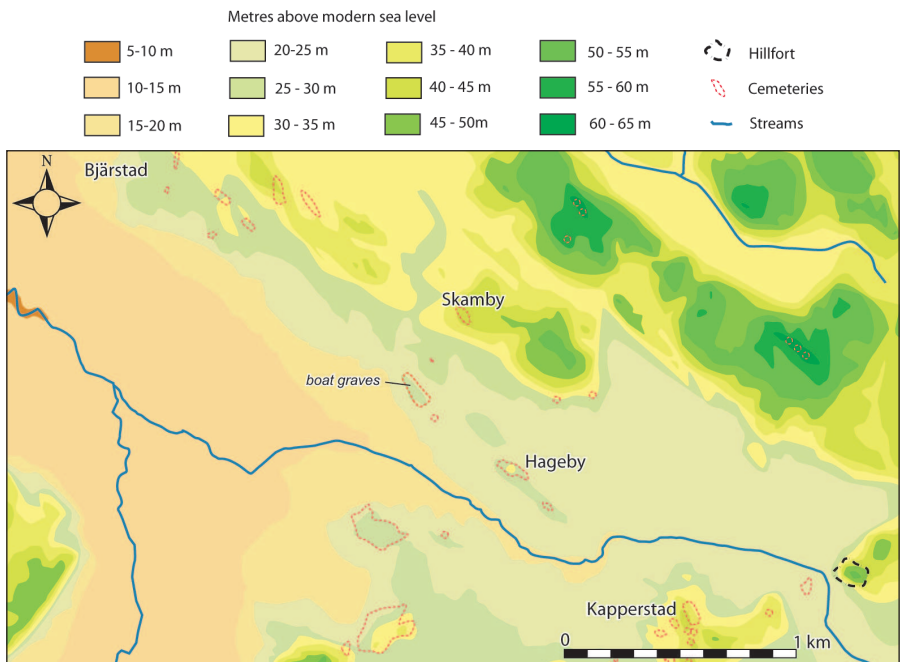 Metres above modern sea level
5-10 m
10-15 m
15-20 m
20-25 m
25 - 30 m
30 - 35 m
35 - 40 m
40 - 45 m
45 - 50m
50 - 55 m
55 - 60 m
60 - 65 m
Hillfort
Cemeteries
Streams
N
Bjärstad
Skamby
boat graves
Hageby
Kapperstad
0
1 km